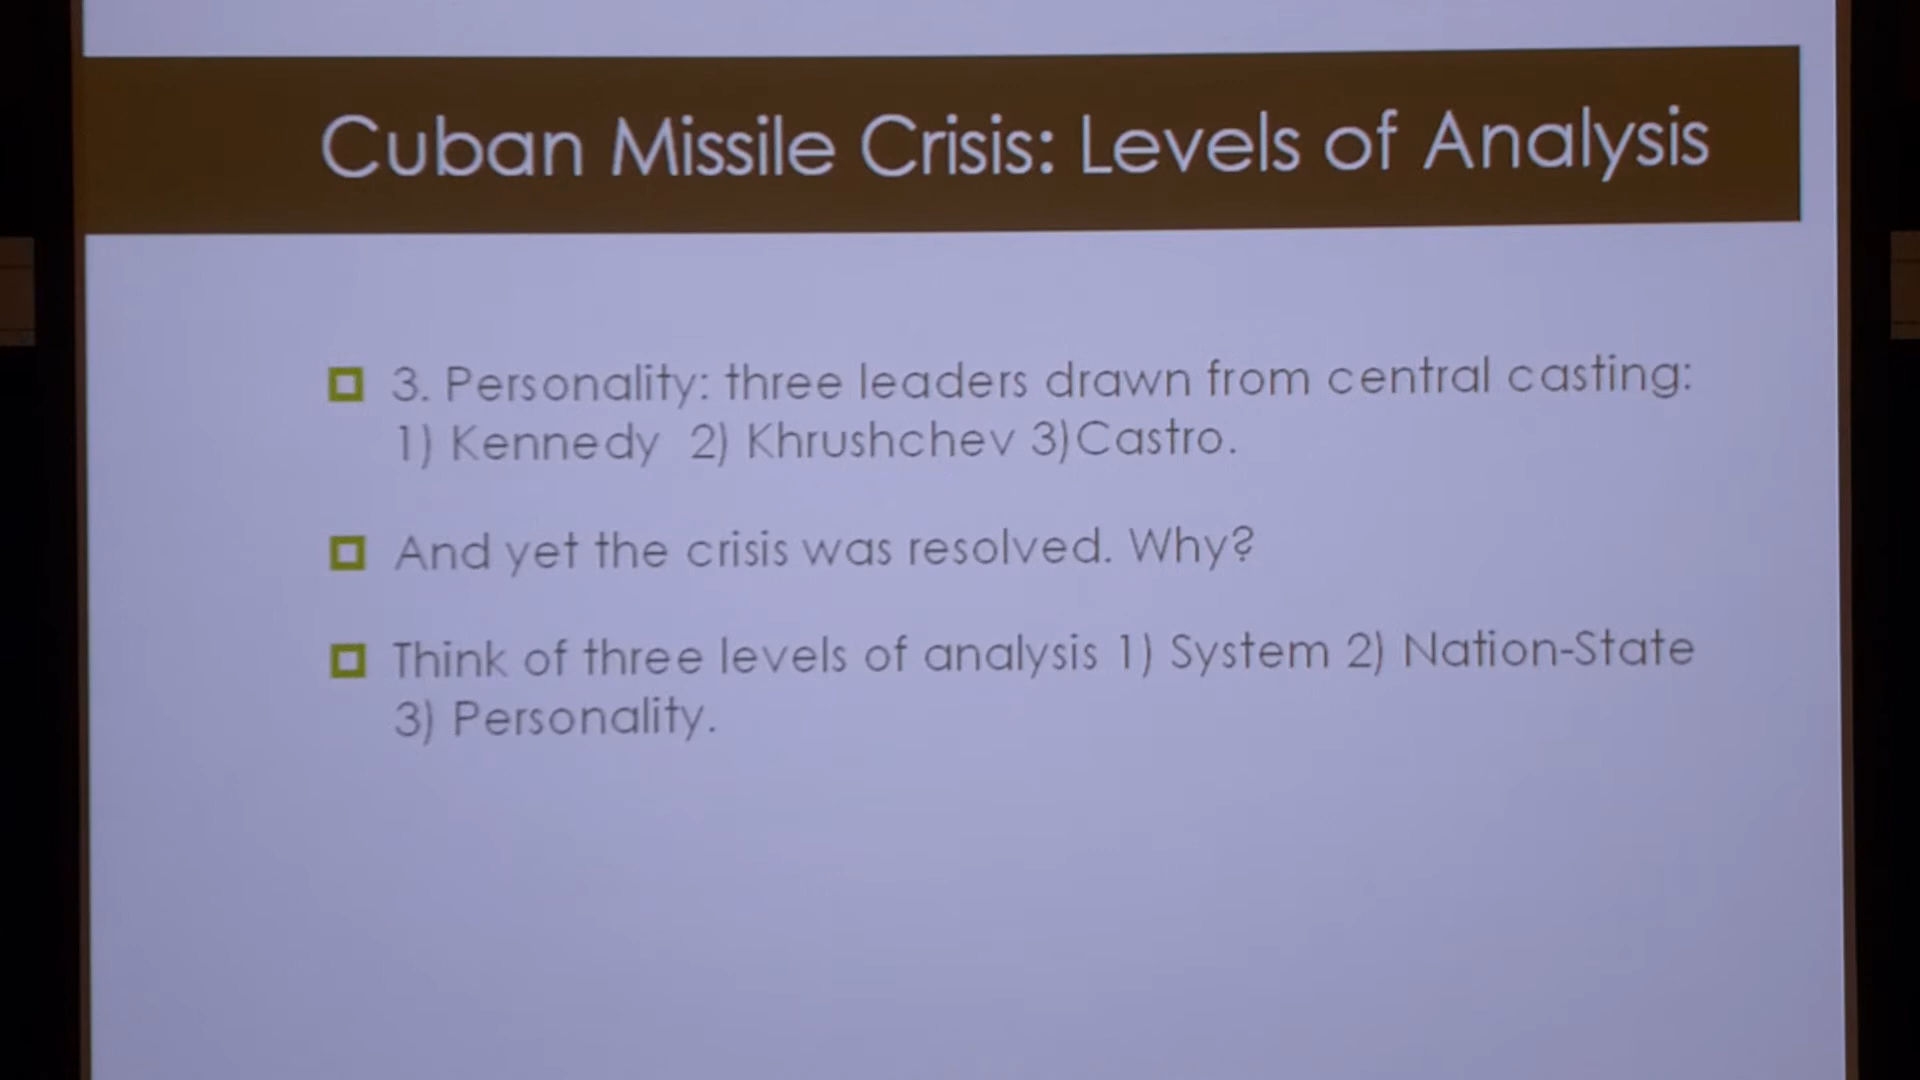 Cuban Missile Crisis: Levels of Analysis
3. Personality: three leaders drawn from central casting:
1) Kennedy  2) Khrushchev 3)Castro.
And yet the crisis was resolved. Why?
Think of three levels of analysis 1) System 2) Nation-State
3) Personality.